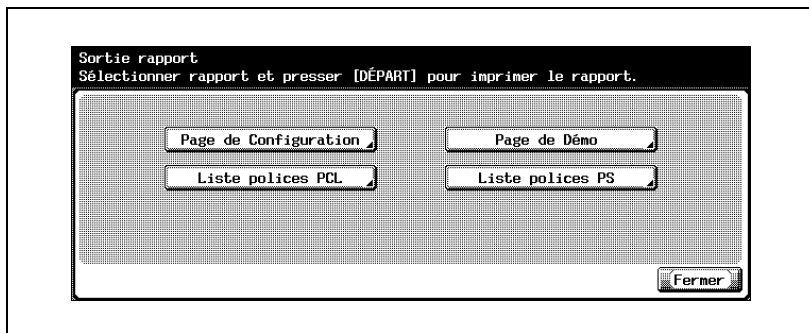 Sortie rapport
Sélectionner rapport et presser [DÉPART] pour imprimer le rapport.
Page de Configuration
Page de Démo
Liste polices PCL
Liste polices PS
Fermer